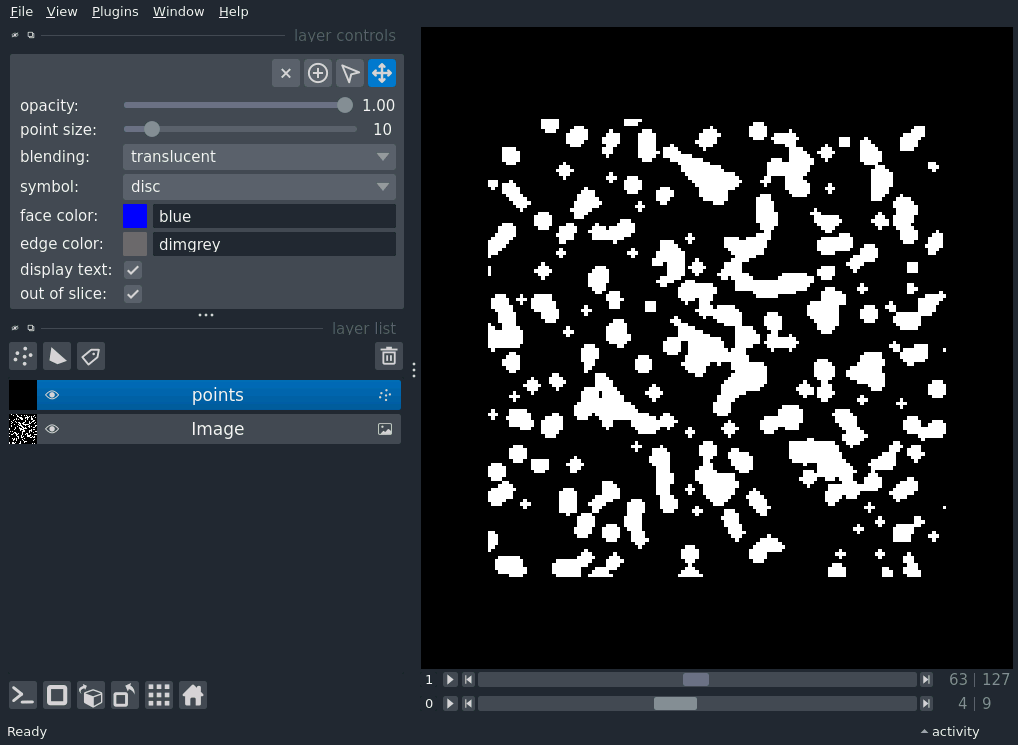 File View Plugins Window Help
layer controls
opacity: 1.00
point size: 10
blending: translucent
symbol: disc
face color: blue
edge color: dimgrey
display text:
out of slice:
layer list
points
Image
1 63 | 127
0 4 | 9
Ready activity